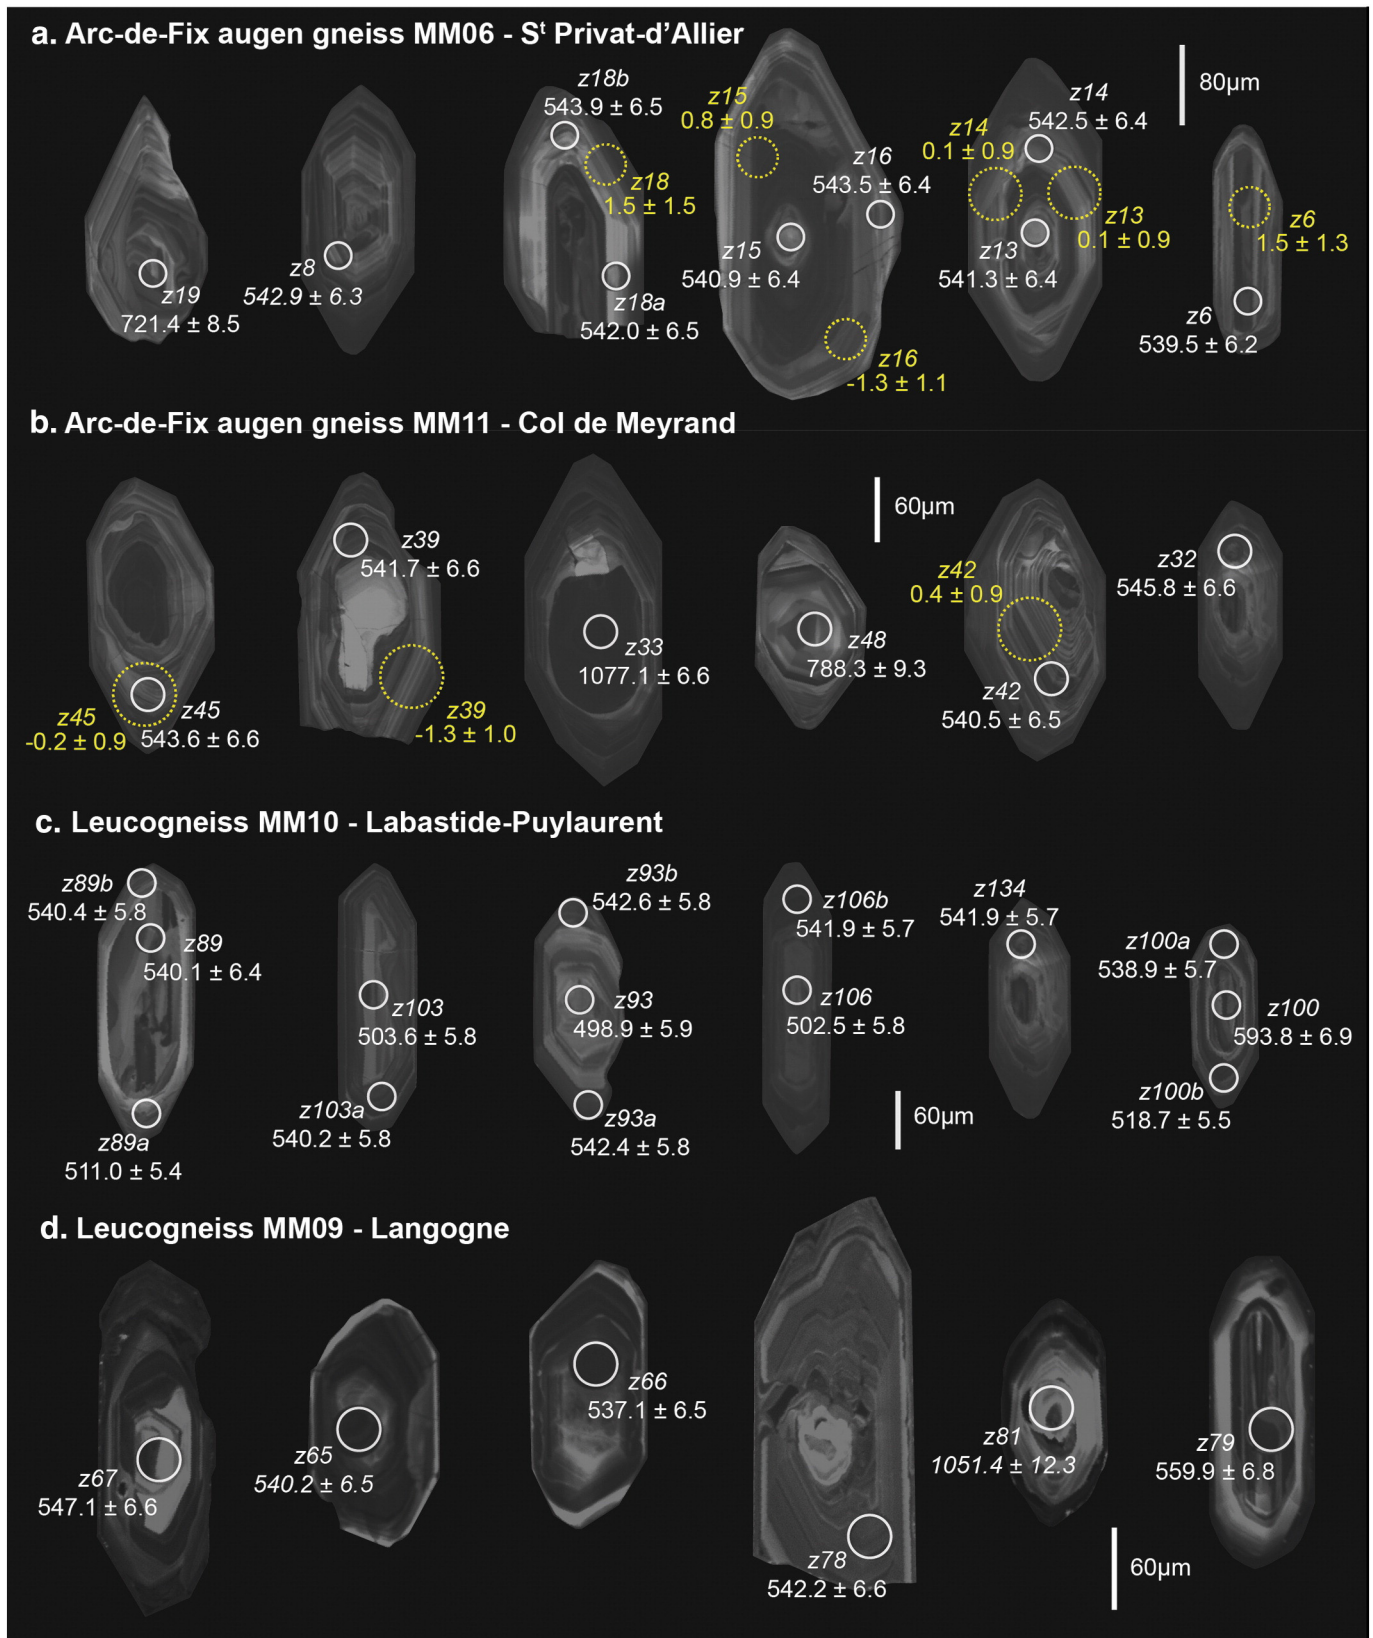 a. Arc-de-Fix augen gneiss MM06 - St Privat-d'Allier
z18b
543.9 ± 6.5
z15
0.8 ± 0.9
z14
542.5 ± 6.4
80µm
z14
0.1 ± 0.9
z16
543.5 ± 6.4
z18
1.5 ± 1.5
z13
0.1 ± 0.9
z6
1.5 ± 1.3
z19
721.4 ± 8.5
z8
542.9 ± 6.3
z18a
542.0 ± 6.5
z15
540.9 ± 6.4
z13
541.3 ± 6.4
z6
539.5 ± 6.2
z16
-1.3 ± 1.1
b. Arc-de-Fix augen gneiss MM11 - Col de Meyrand
60µm
z39
541.7 ± 6.6
z42
0.4 ± 0.9
z32
545.8 ± 6.6
z33
1077.1 ± 6.6
z48
788.3 ± 9.3
z45
-0.2 ± 0.9
z45
543.6 ± 6.6
z39
-1.3 ± 1.0
z42
540.5 ± 6.5
c. Leucogneiss MM10 - Labastide-Puylaurent
z89b
540.4 ± 5.8
z89
540.1 ± 6.4
z93b
542.6 ± 5.8
z106b
541.9 ± 5.7
z134
541.9 ± 5.7
z100a
538.9 ± 5.7
z103
503.6 ± 5.8
z93
498.9 ± 5.9
z106
502.5 ± 5.8
z100
593.8 ± 6.9
z89a
511.0 ± 5.4
z103a
540.2 ± 5.8
z93a
542.4 ± 5.8
60µm
z100b
518.7 ± 5.5
d. Leucogneiss MM09 - Langogne
z66
537.1 ± 6.5
z67
547.1 ± 6.6
z65
540.2 ± 6.5
z78
542.2 ± 6.6
z81
1051.4 ± 12.3
z79
559.9 ± 6.8
60µm